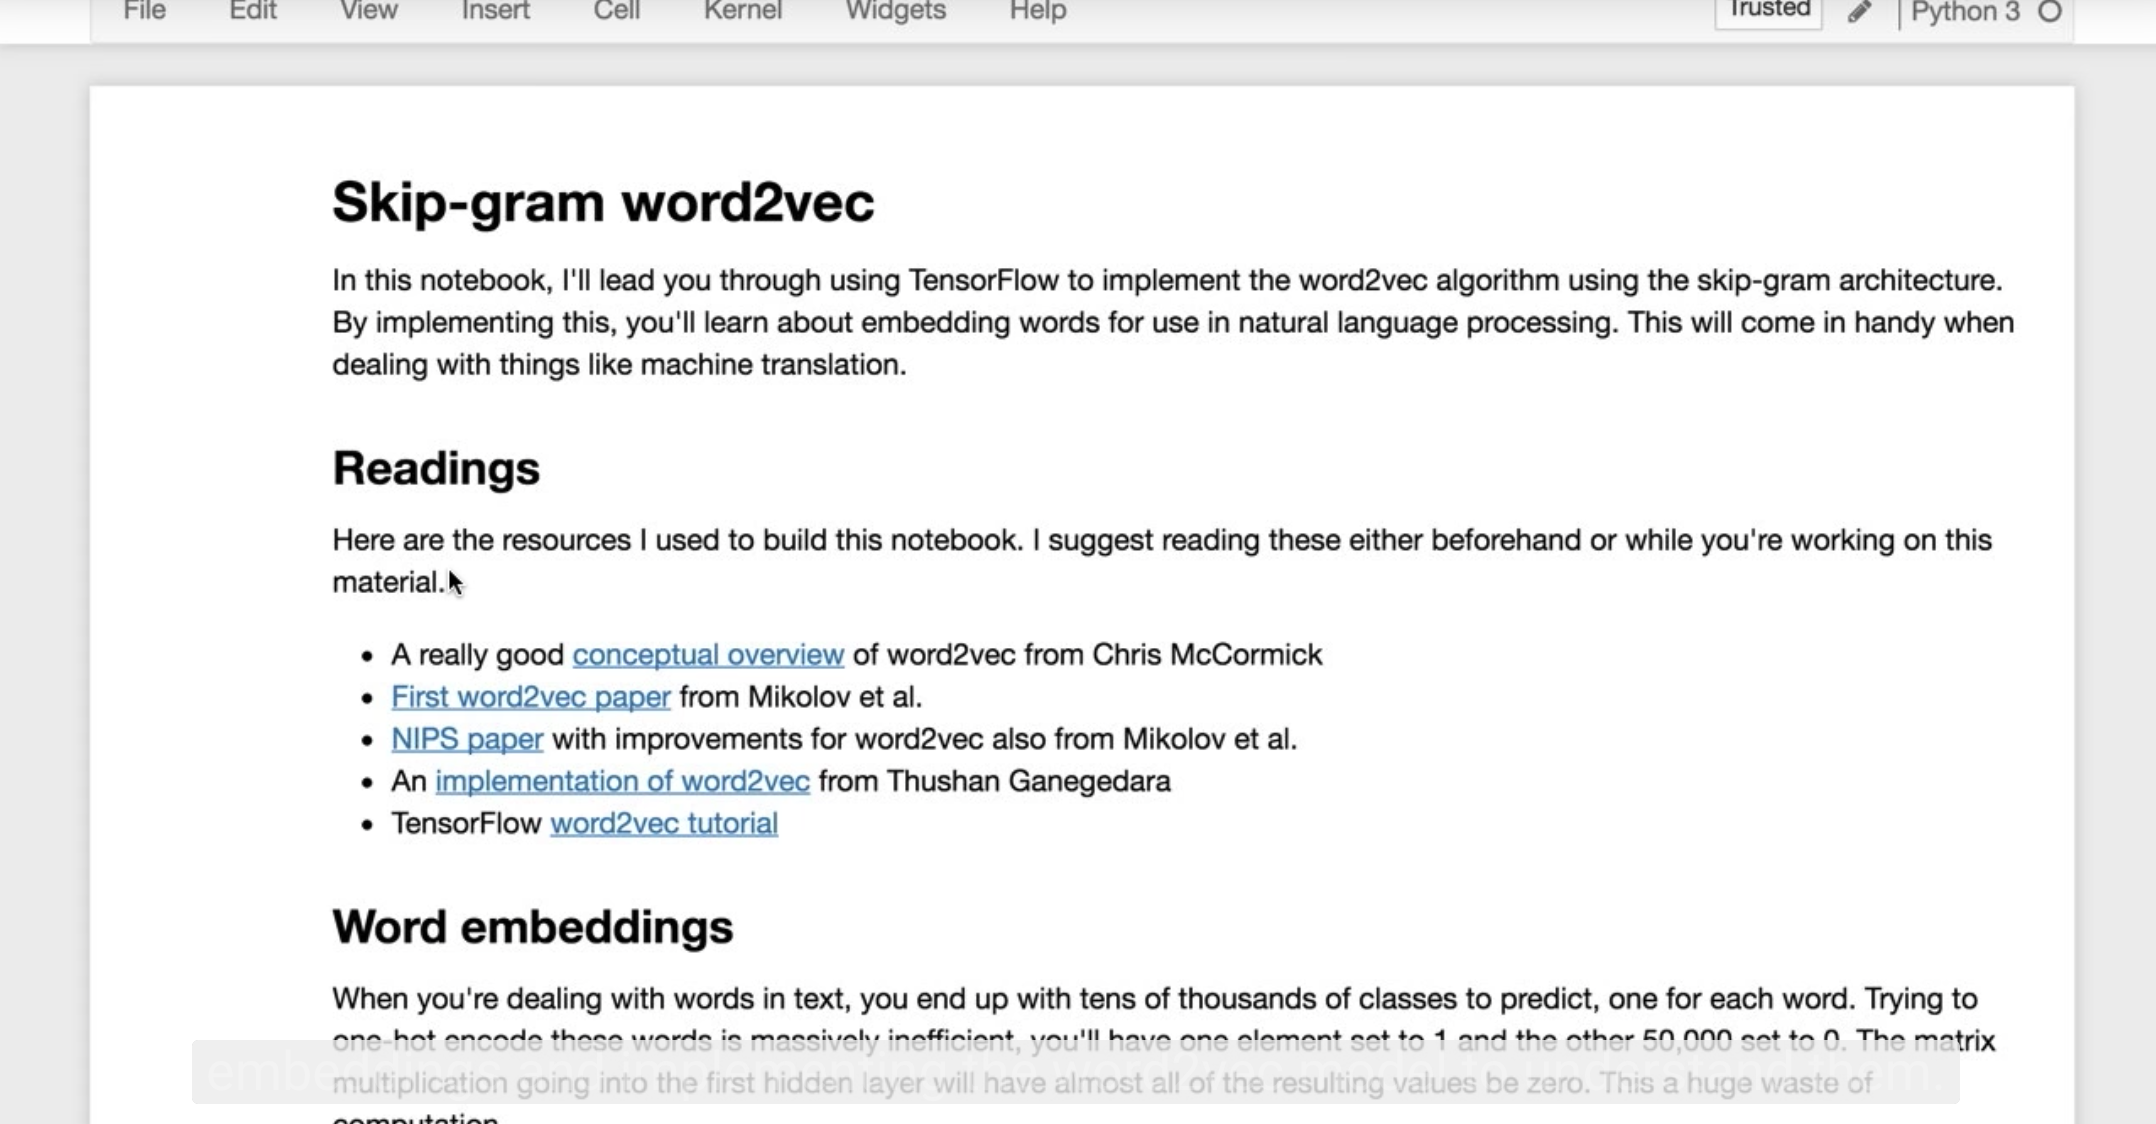 File Edit View Insert Cell Kernel Widgets Help Trusted Python 3
Skip-gram word2vec
In this notebook, I'll lead you through using TensorFlow to implement the word2vec algorithm using the skip-gram architecture.
By implementing this, you'll learn about embedding words for use in natural language processing. This will come in handy when
dealing with things like machine translation.
Readings
Here are the resources I used to build this notebook. I suggest reading these either beforehand or while you're working on this
material.
• A really good conceptual overview of word2vec from Chris McCormick
• First word2vec paper from Mikolov et al.
• NIPS paper with improvements for word2vec also from Mikolov et al.
• An implementation of word2vec from Thushan Ganegedara
• TensorFlow word2vec tutorial
Word embeddings
When you're dealing with words in text, you end up with tens of thousands of classes to predict, one for each word. Trying to
one-hot encode these words is massively inefficient, you'll have one element set to 1 and the other 50,000 set to 0. The matrix
multiplication going into the first hidden layer will have almost all of the resulting values be zero. This a huge waste of
computation.